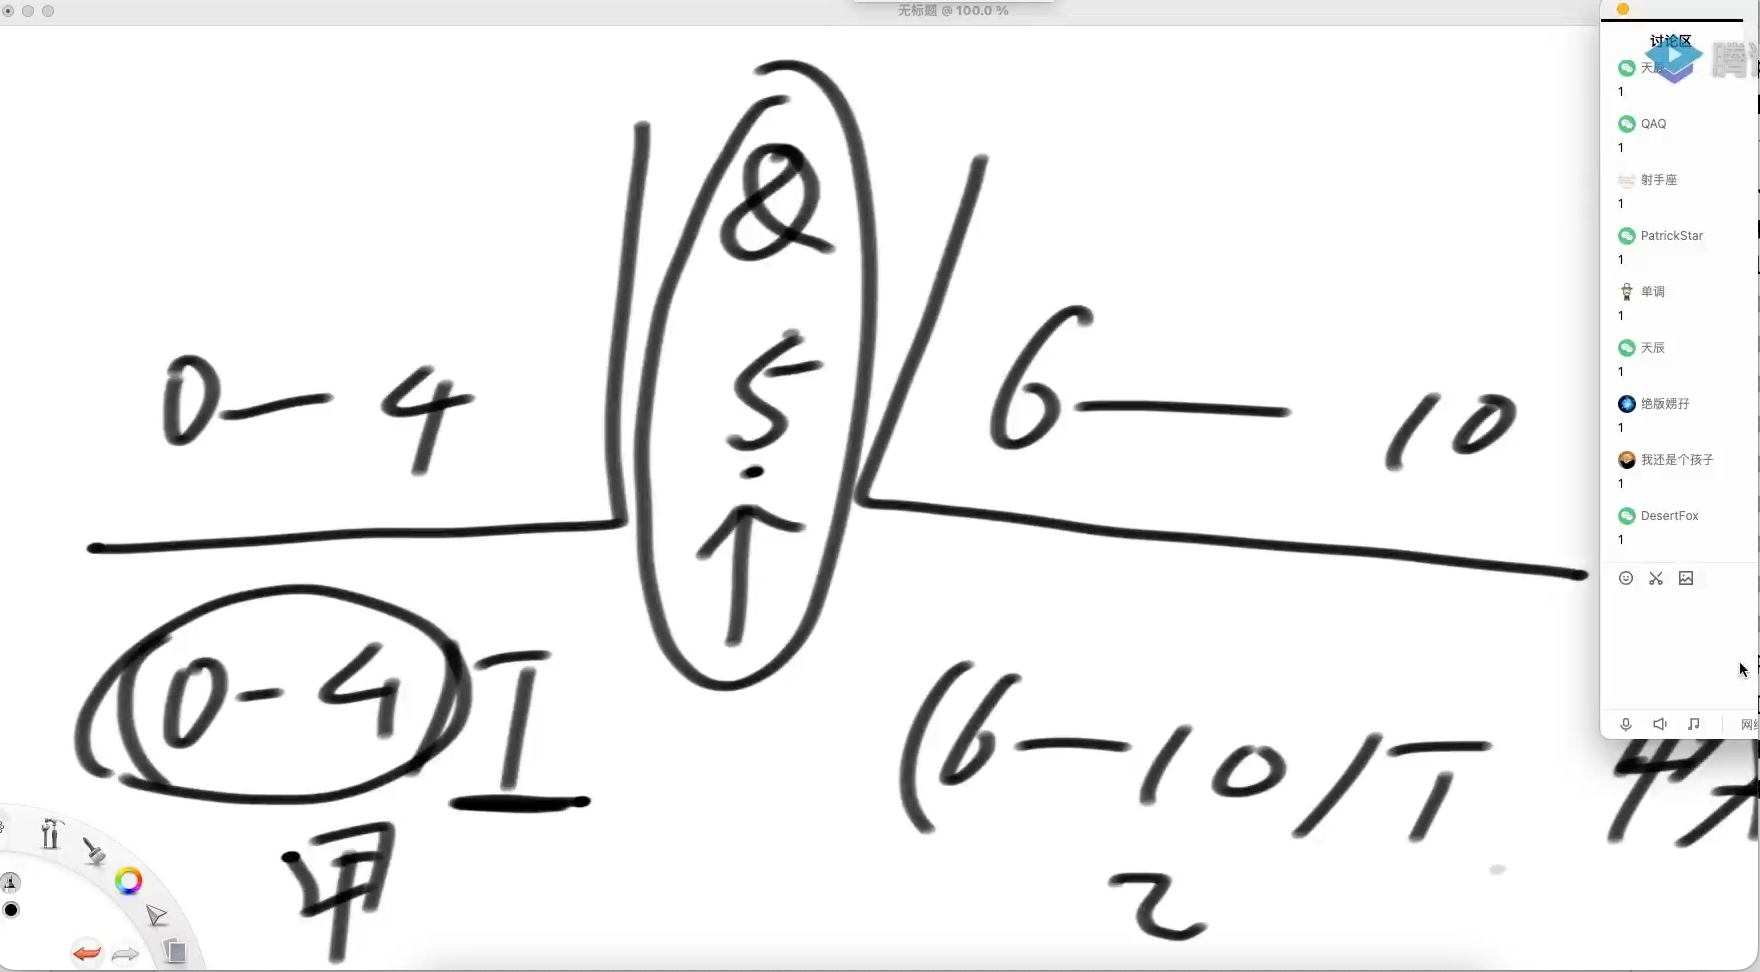 无标题 @ 100.0 %
&
0—4 5. 6—10
↑
0-4 T
(6—10) T
甲
乙
讨论区
天辰
1
QAQ
1
射手座
1
PatrickStar
1
单调
1
天辰
1
绝版娚孖
1
我还是个孩子
1
DesertFox
1